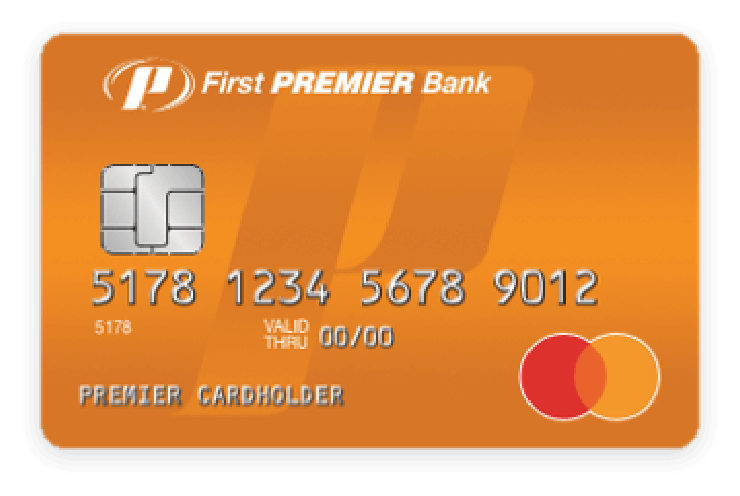 First PREMIER Bank
5178 1234 5678 9012
5178 VALID THRU 00/00
PREMIER CARDHOLDER